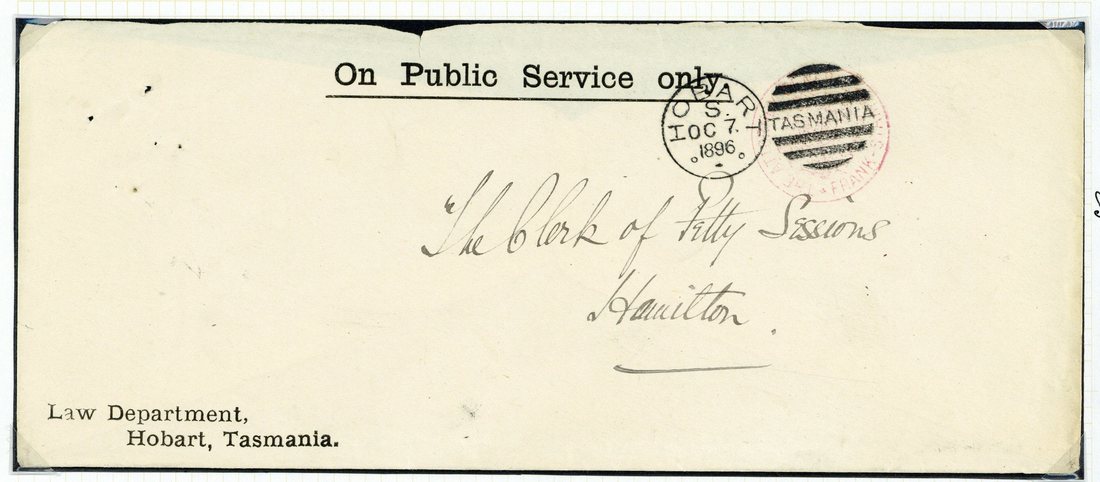 On Public Service only
HOBART
S.
OC 7.
1896
TASMANIA
FRANK-S
The Clerk of Petty Sessions
Hamilton.
Law Department,
Hobart, Tasmania.